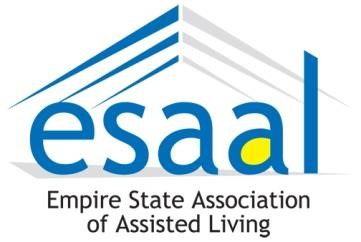 esaal
Empire State Association
of Assisted Living